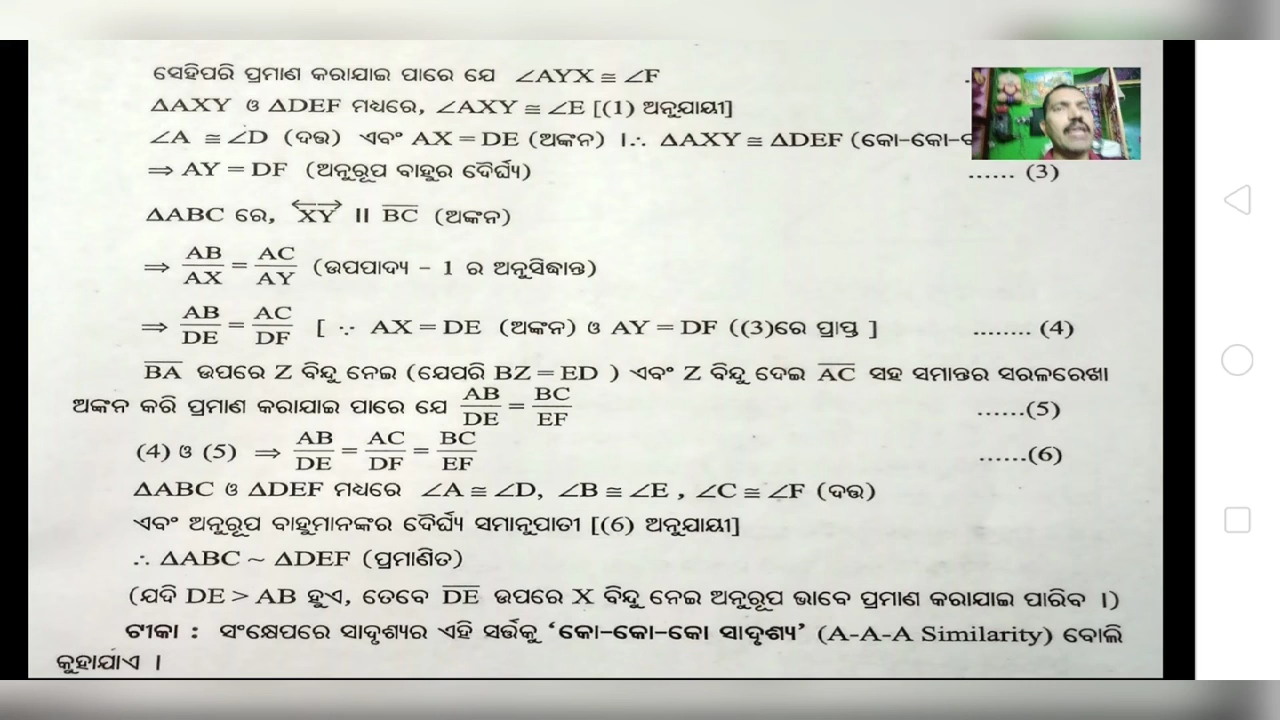 ସେହିପରି ପ୍ରମାଣ କରାଯାଇ ପାରେ ଯେ ∠AYX ≅ ∠F
ΔAXY ଓ ΔDEF ମଧ୍ୟରେ, ∠AXY ≅ ∠E [(1) ଅନୁଯାୟୀ]
∠A ≅ ∠D (ଦତ୍ତ) ଏବଂ AX = DE (ଅଙ୍କନ) ।∴ ΔAXY ≅ ΔDEF (କୋ-କୋ-
⇒ AY = DF (ଅନୁରୂପ ବାହୁର ଦୈର୍ଘ୍ୟ) ...... (3)
ΔABC ରେ, XY || BC (ଅଙ୍କନ)
⇒ AB/AX = AC/AY (ଉପପାଦ୍ୟ - 1 ର ଅନୁସିଦ୍ଧାନ୍ତ)
⇒ AB/DE = AC/DF [ ∵ AX = DE (ଅଙ୍କନ) ଓ AY = DF ((3)ରେ ପ୍ରାପ୍ତ ] ........ (4)
BA ଉପରେ Z ବିନ୍ଦୁ ନେଇ (ଯେପରି BZ = ED ) ଏବଂ Z ବିନ୍ଦୁ ଦେଇ AC ସହ ସମାନ୍ତର ସରଳରେଖା
ଅଙ୍କନ କରି ପ୍ରମାଣ କରାଯାଇ ପାରେ ଯେ AB/DE = BC/EF ......(5)
(4) ଓ (5) ⇒ AB/DE = AC/DF = BC/EF ......(6)
ΔABC ଓ ΔDEF ମଧ୍ୟରେ ∠A ≅ ∠D, ∠B ≅ ∠E , ∠C ≅ ∠F (ଦତ୍ତ)
ଏବଂ ଅନୁରୂପ ବାହୁମାନଙ୍କର ଦୈର୍ଘ୍ୟ ସମାନୁପାତୀ [(6) ଅନୁଯାୟୀ]
∴ ΔABC ~ ΔDEF (ପ୍ରମାଣିତ)
(ଯଦି DE > AB ହୁଏ, ତେବେ DE ଉପରେ X ବିନ୍ଦୁ ନେଇ ଅନୁରୂପ ଭାବେ ପ୍ରମାଣ କରାଯାଇ ପାରିବ ।)
ଟୀକା : ସଂକ୍ଷେପରେ ସାଦୃଶ୍ୟର ଏହି ସର୍ତ୍ତକୁ ‘କୋ-କୋ-କୋ ସାଦୃଶ୍ୟ’ (A-A-A Similarity) ବୋଲି
କୁହାଯାଏ ।